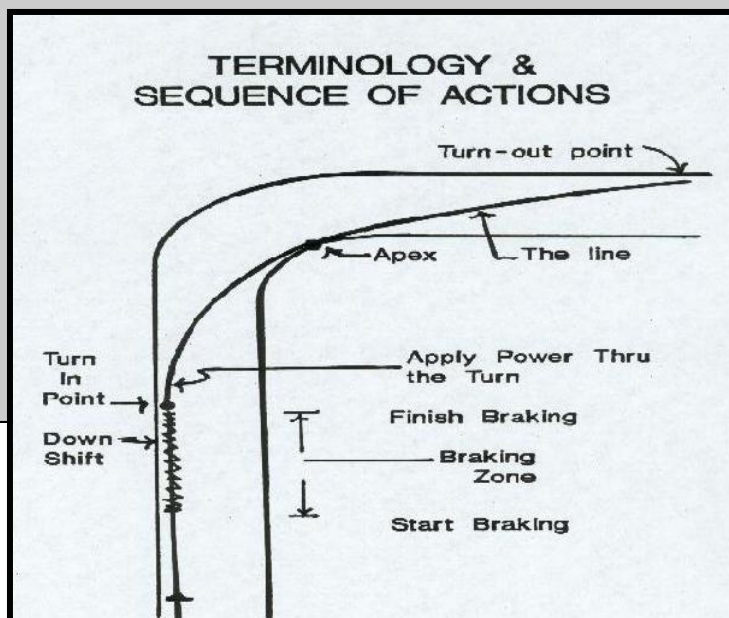 TERMINOLOGY &
SEQUENCE OF ACTIONS
Turn-out point
Apex
The line
Turn
In
Point
Apply Power Thru
the Turn
Finish Braking
Down
Shift
Braking
Zone
Start Braking